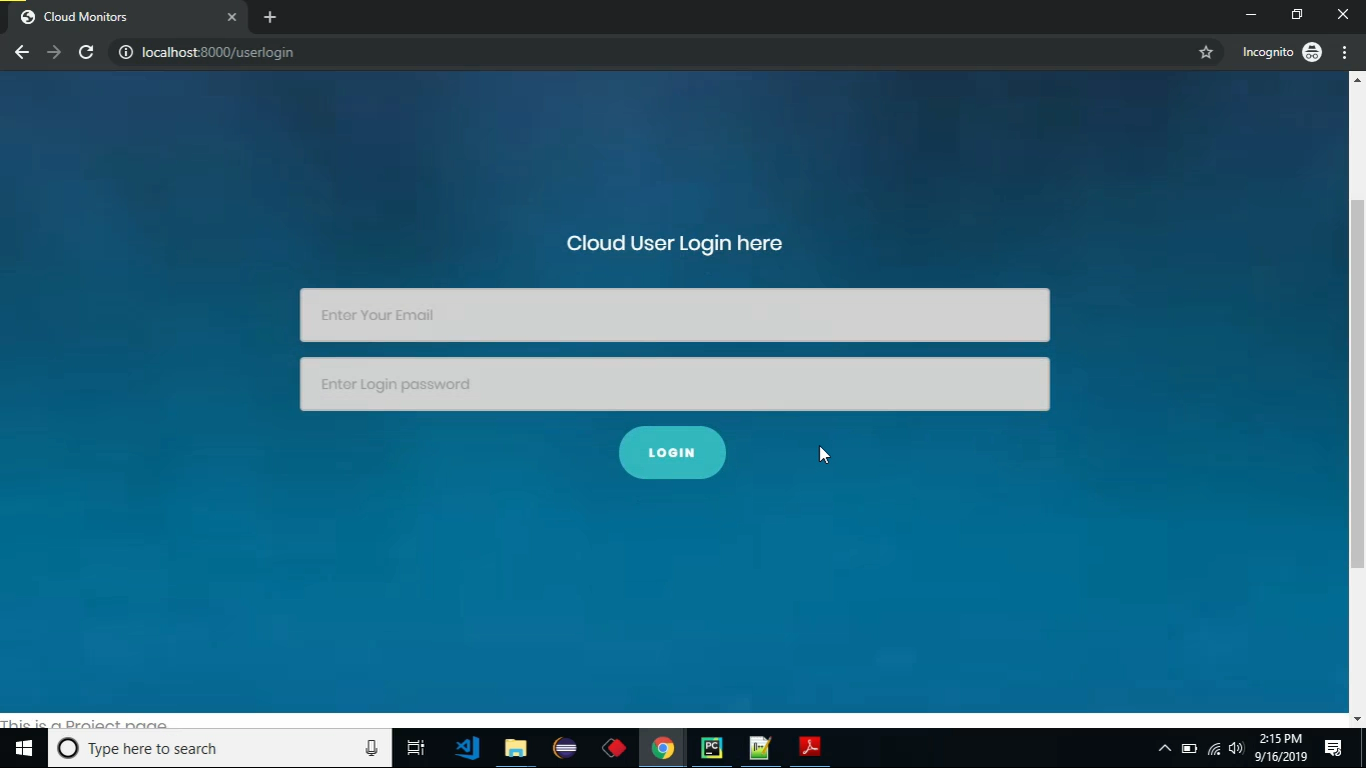 Cloud Monitors
localhost:8000/userlogin
Incognito
Cloud User Login here
Enter Your Email
Enter Login password
LOGIN
This is a Project page
Type here to search
PC
2:15 PM
9/16/2019